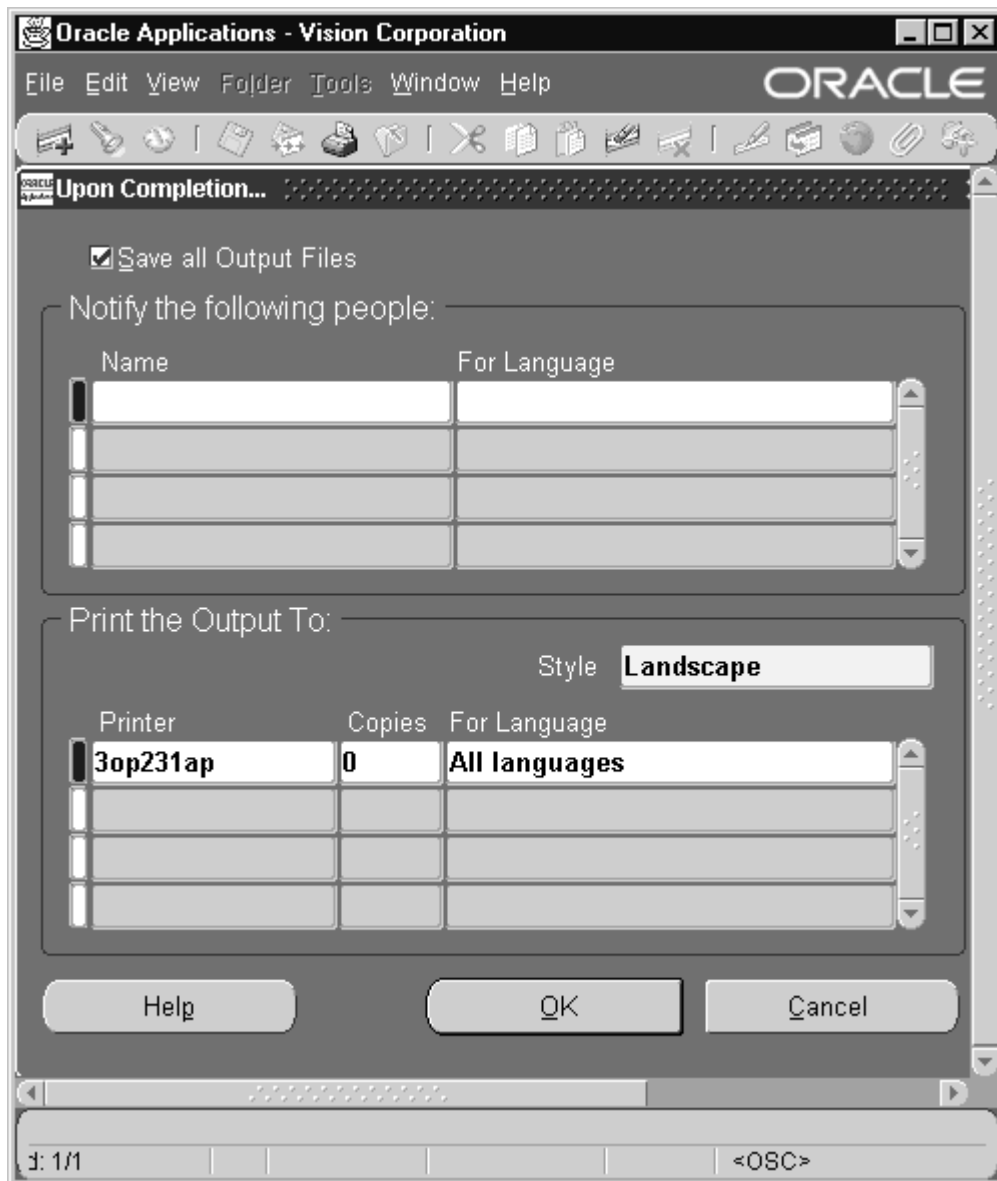 Oracle Applications - Vision Corporation
File Edit View Folder Tools Window Help ORACLE
Upon Completion...
Save all Output Files
Notify the following people:
Name For Language
Print the Output To:
Style Landscape
Printer Copies For Language
3op231ap 0 All languages
Help OK Cancel
d: 1/1 <OSC>